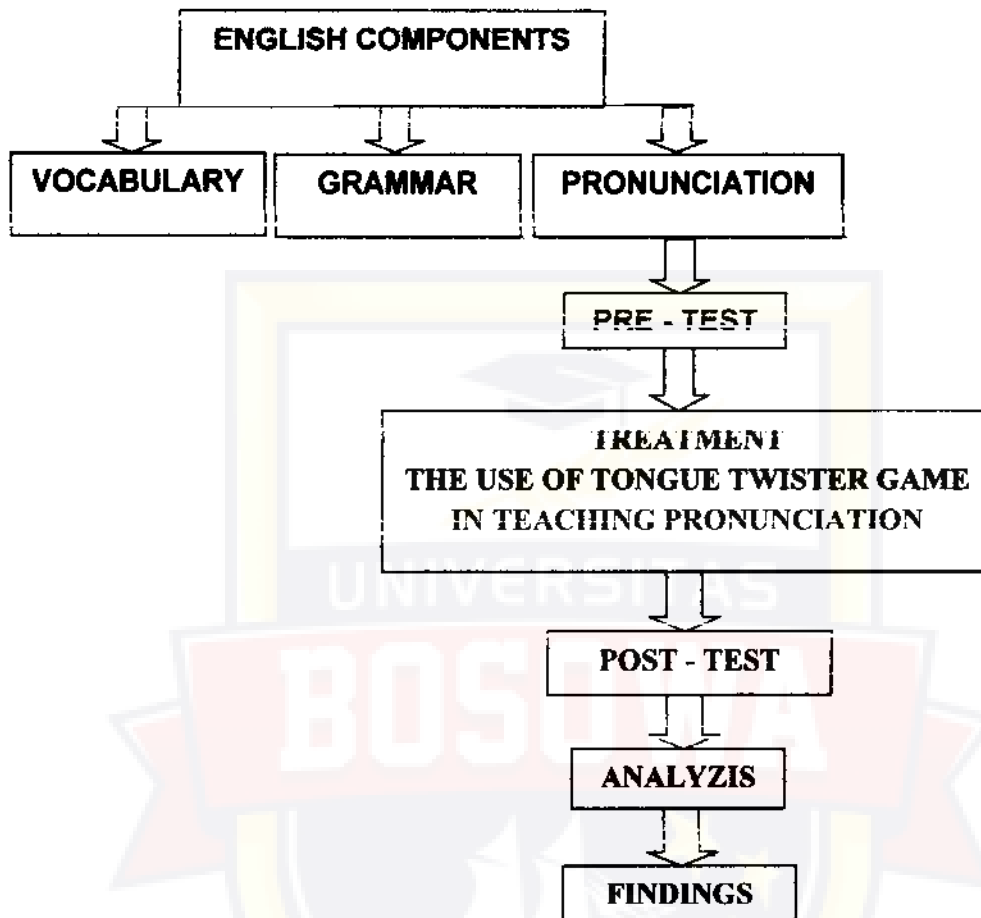 ENGLISH COMPONENTS
VOCABULARY
GRAMMAR
PRONUNCIATION
PRE - TEST
TREATMENT
THE USE OF TONGUE TWISTER GAME
IN TEACHING PRONUNCIATION
UNIVERSITAS
BOSOWA
POST - TEST
ANALYZIS
FINDINGS